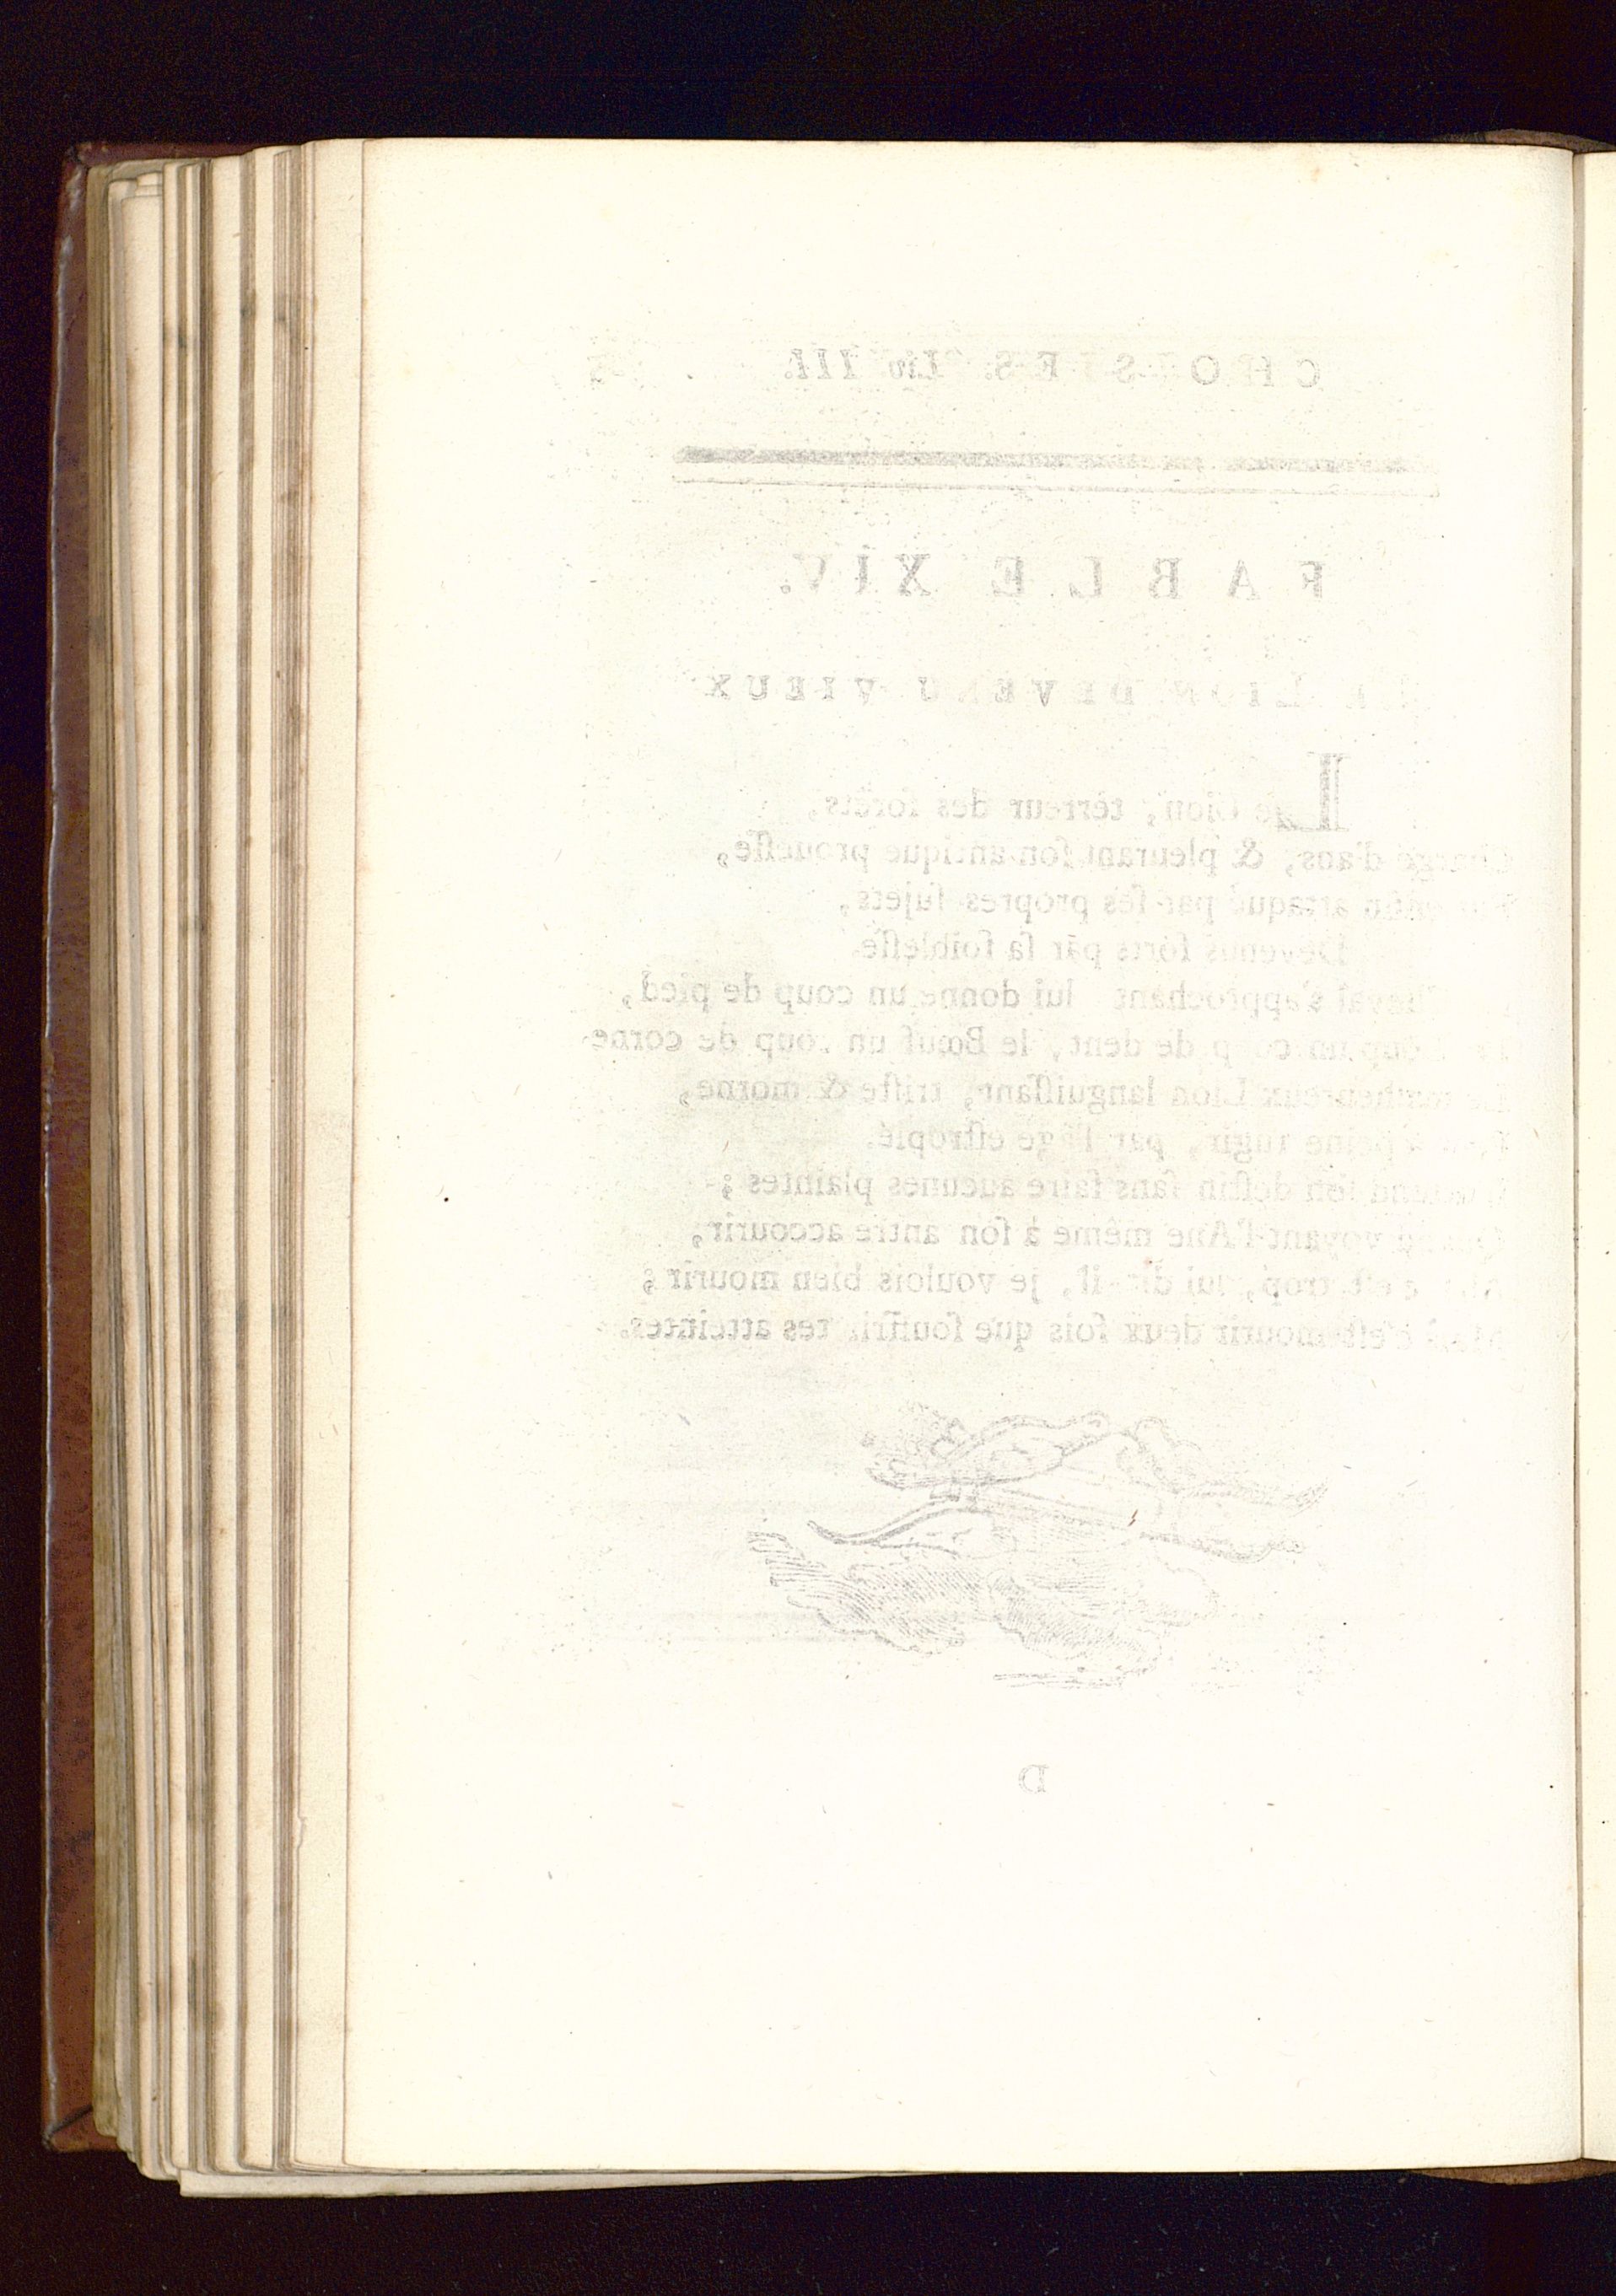 CHOISIES. Liv III.
FABLE XIV.
LE LION DEVENU VIEUX
Le Lion, terreur des forêts,
Chargé d'ans, & pleurant ſon antique proueſſe,
Fut enfin attaqué par ſes propres ſujets,
Devenus forts par ſa foibleſſe.
Cheval s'approchant lui donne un coup de pied,
Loup un coup de dent, le Bœuf un coup de corne
Le malheureux Lion languiſſant, triſte & morne,
Peut à peine rugir, par l'âge eſtropié.
Il attend ſon deſtin ſans faire aucunes plaintes;
Quand voyant l'Ane même à ſon antre accourir,
Ah! c'eſt trop, lui dit-il, je voulois bien mourir;
Mais c'eſt mourir deux fois que ſouffrir tes atteintes.
D